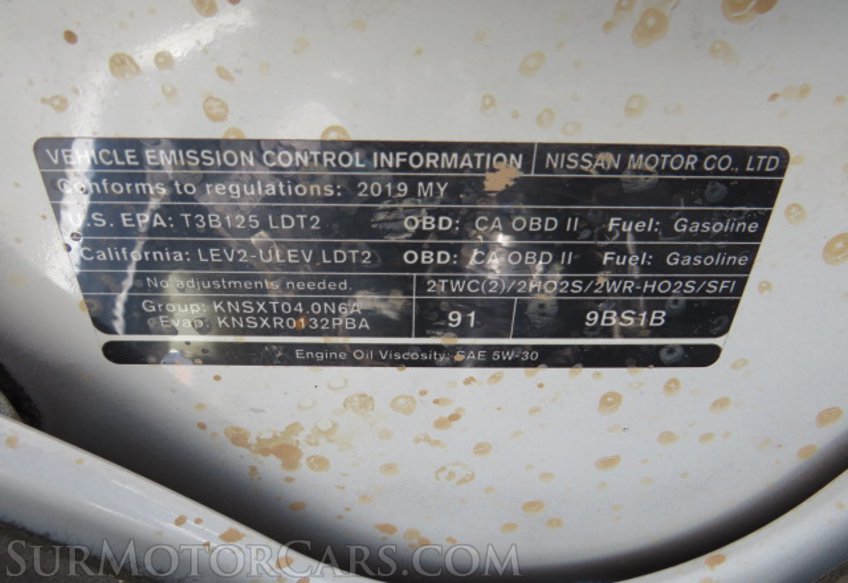 VEHICLE EMISSION CONTROL INFORMATION NISSAN MOTOR CO., LTD
Conforms to regulations: 2019 MY
U.S. EPA: T3B125 LDT2 OBD: CA OBD II Fuel: Gasoline
California: LEV2-ULEV LDT2 OBD: CA OBD II Fuel: Gasoline
No adjustments needed. 2TWC(2)/2HO2S/2WR-HO2S/SFI
Group: KNSXT04.0N6A
Evap: KNSXR0132PBA 91 9BS1B
Engine Oil Viscosity: SAE 5W-30
SurMotorCars.com